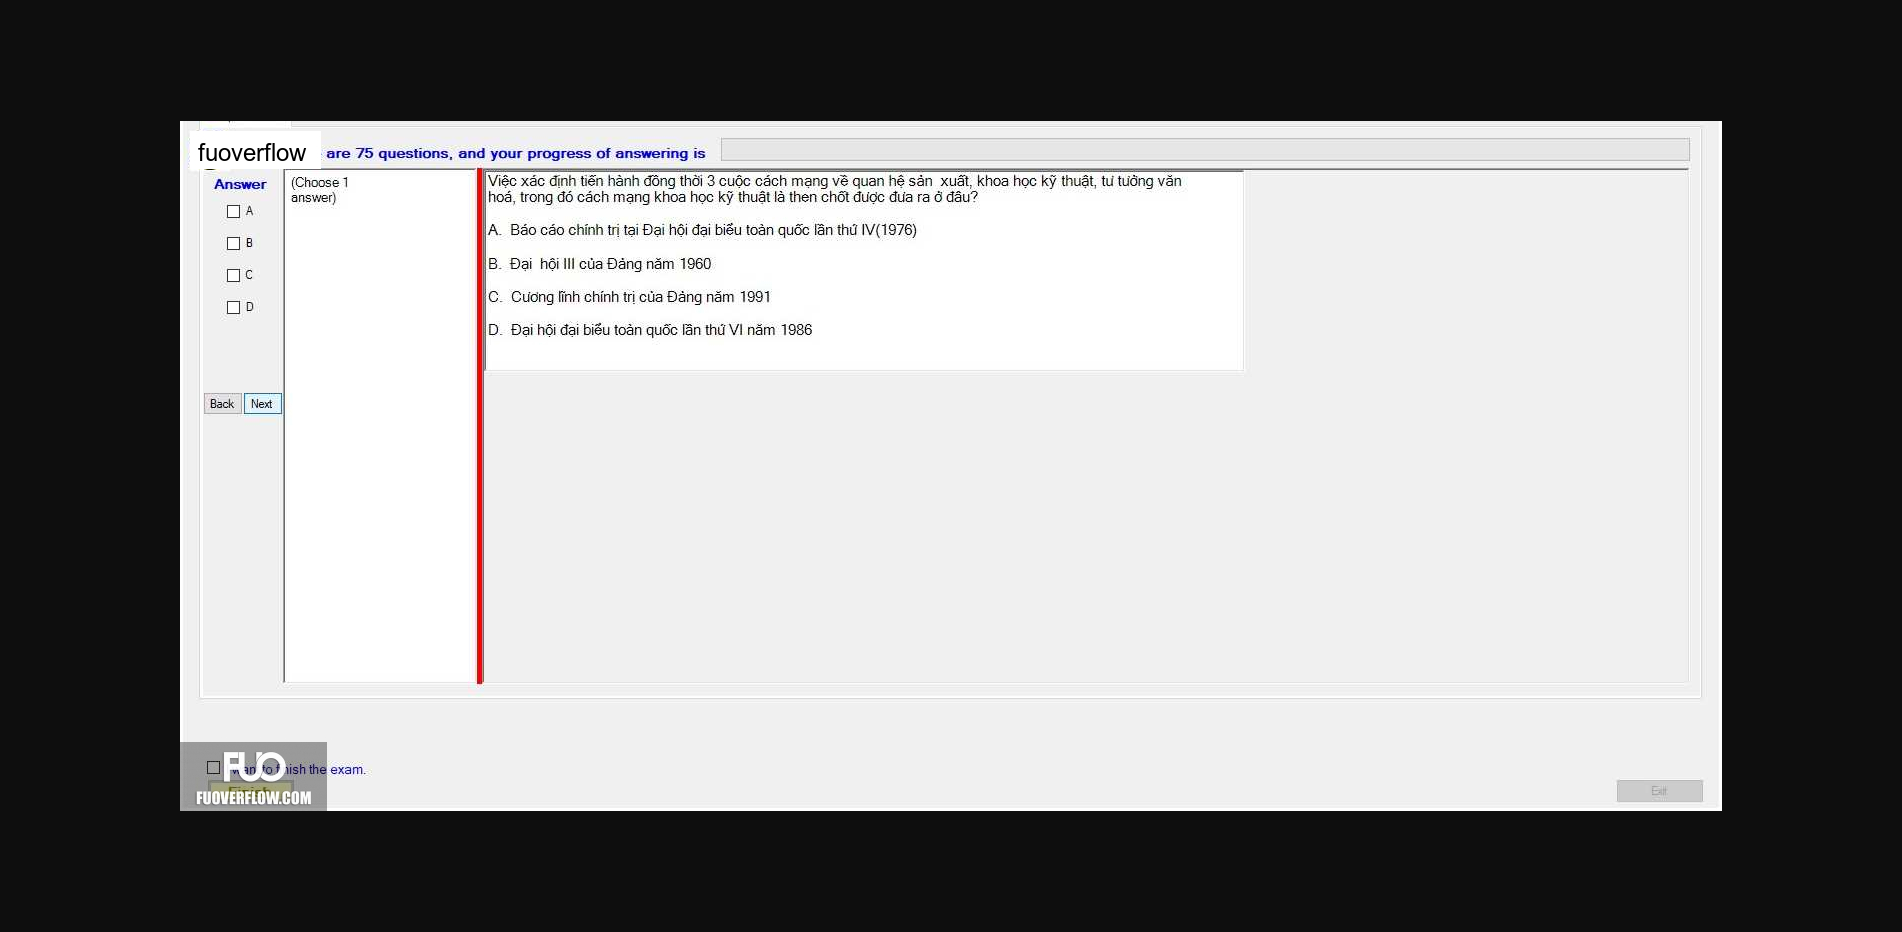 fuoverflow are 75 questions, and your progress of answering is
Answer
(Choose 1
answer)
A
B
C
D
Back
Next
Việc xác định tiến hành đồng thời 3 cuộc cách mạng về quan hệ sản xuất, khoa học kỹ thuật, tư tưởng văn
hoá, trong đó cách mạng khoa học kỹ thuật là then chốt được đưa ra ở đâu?
A. Báo cáo chính trị tại Đại hội đại biểu toàn quốc lần thứ IV(1976)
B. Đại hội III của Đảng năm 1960
C. Cương lĩnh chính trị của Đảng năm 1991
D. Đại hội đại biểu toàn quốc lần thứ VI năm 1986
want to finish the exam.
FUO
Finish
FUOVERFLOW.COM
Exit